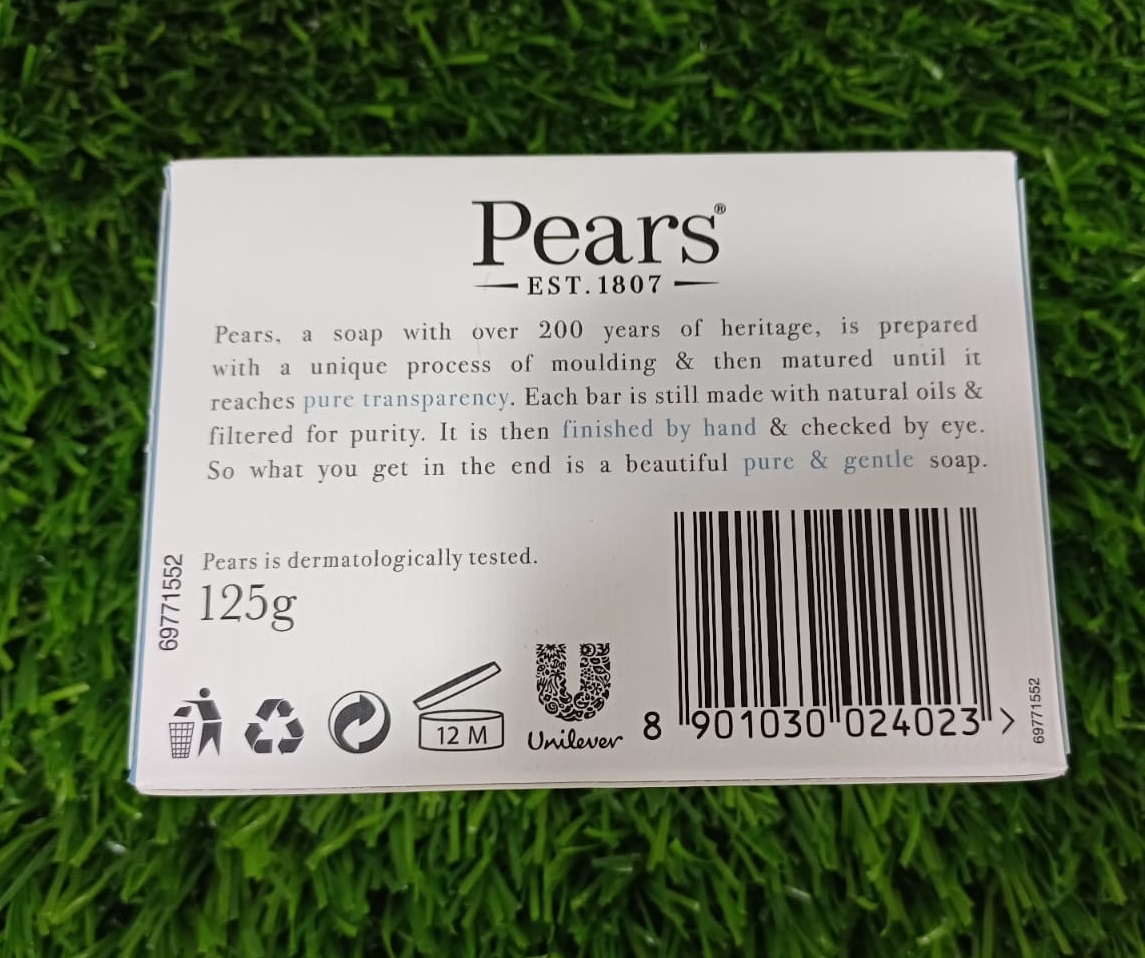 Pears®
EST. 1807
Pears, a soap with over 200 years of heritage, is prepared
with a unique process of moulding & then matured until it
reaches pure transparency. Each bar is still made with natural oils &
filtered for purity. It is then finished by hand & checked by eye.
So what you get in the end is a beautiful pure & gentle soap.
Pears is dermatologically tested.
125g
69771552
12 M
Unilever
8 901030 024023 >
69771552